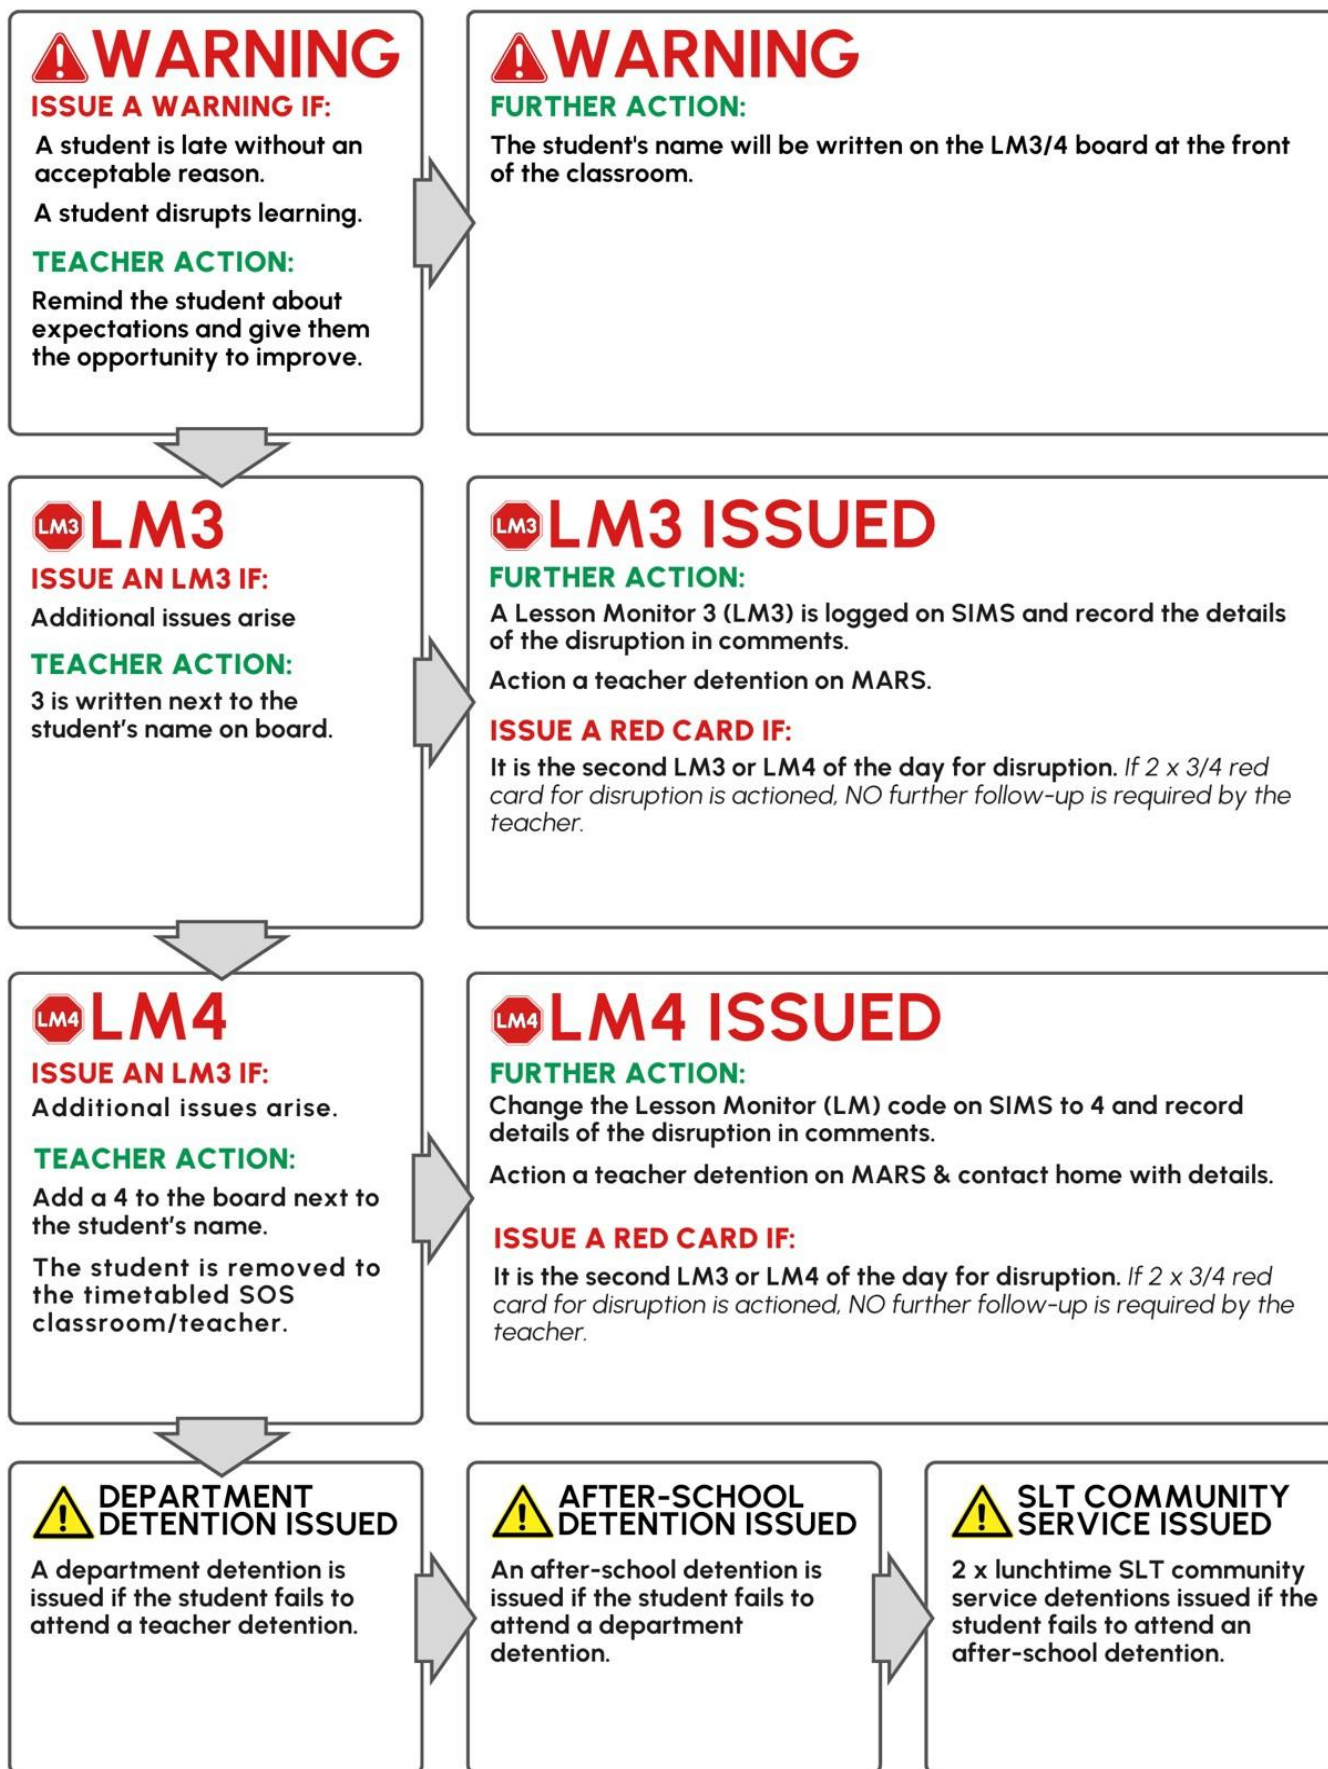 WARNING
ISSUE A WARNING IF:
A student is late without an
acceptable reason.
A student disrupts learning.
TEACHER ACTION:
Remind the student about
expectations and give them
the opportunity to improve.
WARNING
FURTHER ACTION:
The student's name will be written on the LM3/4 board at the front
of the classroom.
LM3 LM3
ISSUE AN LM3 IF:
Additional issues arise
TEACHER ACTION:
3 is written next to the
student's name on board.
LM3 LM3 ISSUED
FURTHER ACTION:
A Lesson Monitor 3 (LM3) is logged on SIMS and record the details
of the disruption in comments.
Action a teacher detention on MARS.
ISSUE A RED CARD IF:
It is the second LM3 or LM4 of the day for disruption. If 2 x 3/4 red
card for disruption is actioned, NO further follow-up is required by the
teacher.
LM4 LM4
ISSUE AN LM3 IF:
Additional issues arise.
TEACHER ACTION:
Add a 4 to the board next to
the student's name.
The student is removed to
the timetabled SOS
classroom/teacher.
LM4 LM4 ISSUED
FURTHER ACTION:
Change the Lesson Monitor (LM) code on SIMS to 4 and record
details of the disruption in comments.
Action a teacher detention on MARS & contact home with details.
ISSUE A RED CARD IF:
It is the second LM3 or LM4 of the day for disruption. If 2 x 3/4 red
card for disruption is actioned, NO further follow-up is required by the
teacher.
DEPARTMENT
DETENTION ISSUED
A department detention is
issued if the student fails to
attend a teacher detention.
AFTER-SCHOOL
DETENTION ISSUED
An after-school detention is
issued if the student fails to
attend a department
detention.
SLT COMMUNITY
SERVICE ISSUED
2 x lunchtime SLT community
service detentions issued if the
student fails to attend an
after-school detention.